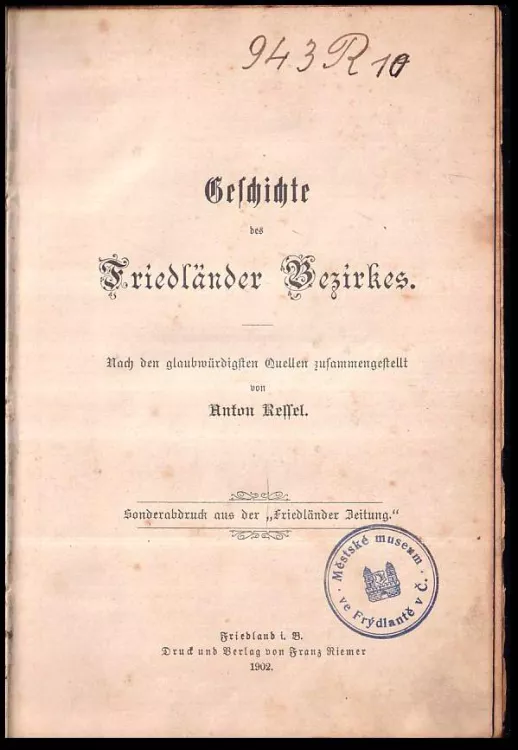 943 R 10
Geschichte
des
Friedländer Bezirkes.
Nach den glaubwürdigsten Quellen zusammengestellt
von
Anton Ressel.
Sonderabdruck aus der „Friedländer Zeitung.“
· Městské museum ·
ve Frýdlantě v Č.
Friedland i. B.
Druck und Verlag von Franz Riemer
1902.